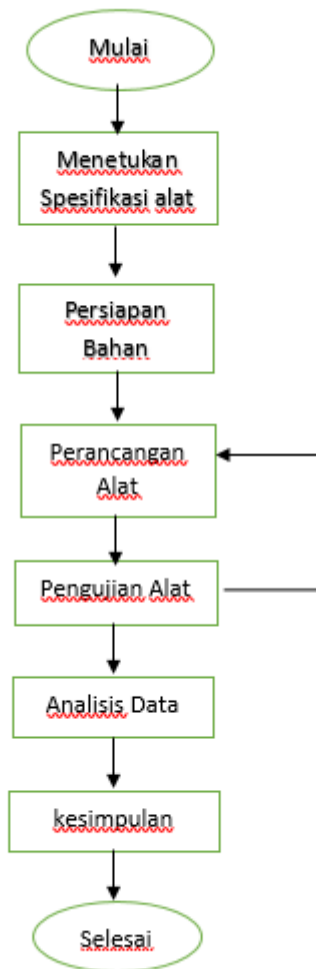 Mulai
Menetukan
Spesifikasi alat
Persiapan
Bahan
Perancangan
Alat
Pengujian Alat
Analisis Data
kesimpulan
Selesai